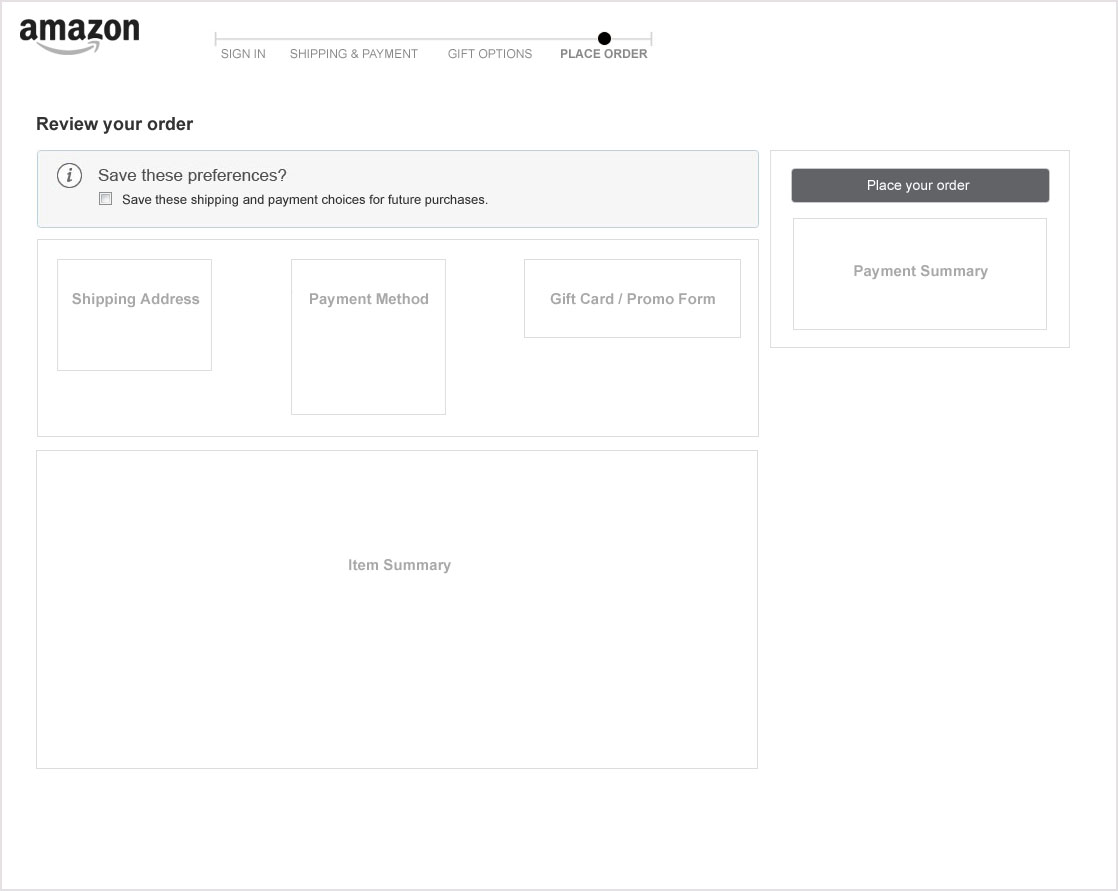 amazon
SIGN IN SHIPPING & PAYMENT GIFT OPTIONS PLACE ORDER
Review your order
i Save these preferences?
Save these shipping and payment choices for future purchases.
Place your order
Payment Summary
Shipping Address Payment Method Gift Card / Promo Form
Item Summary